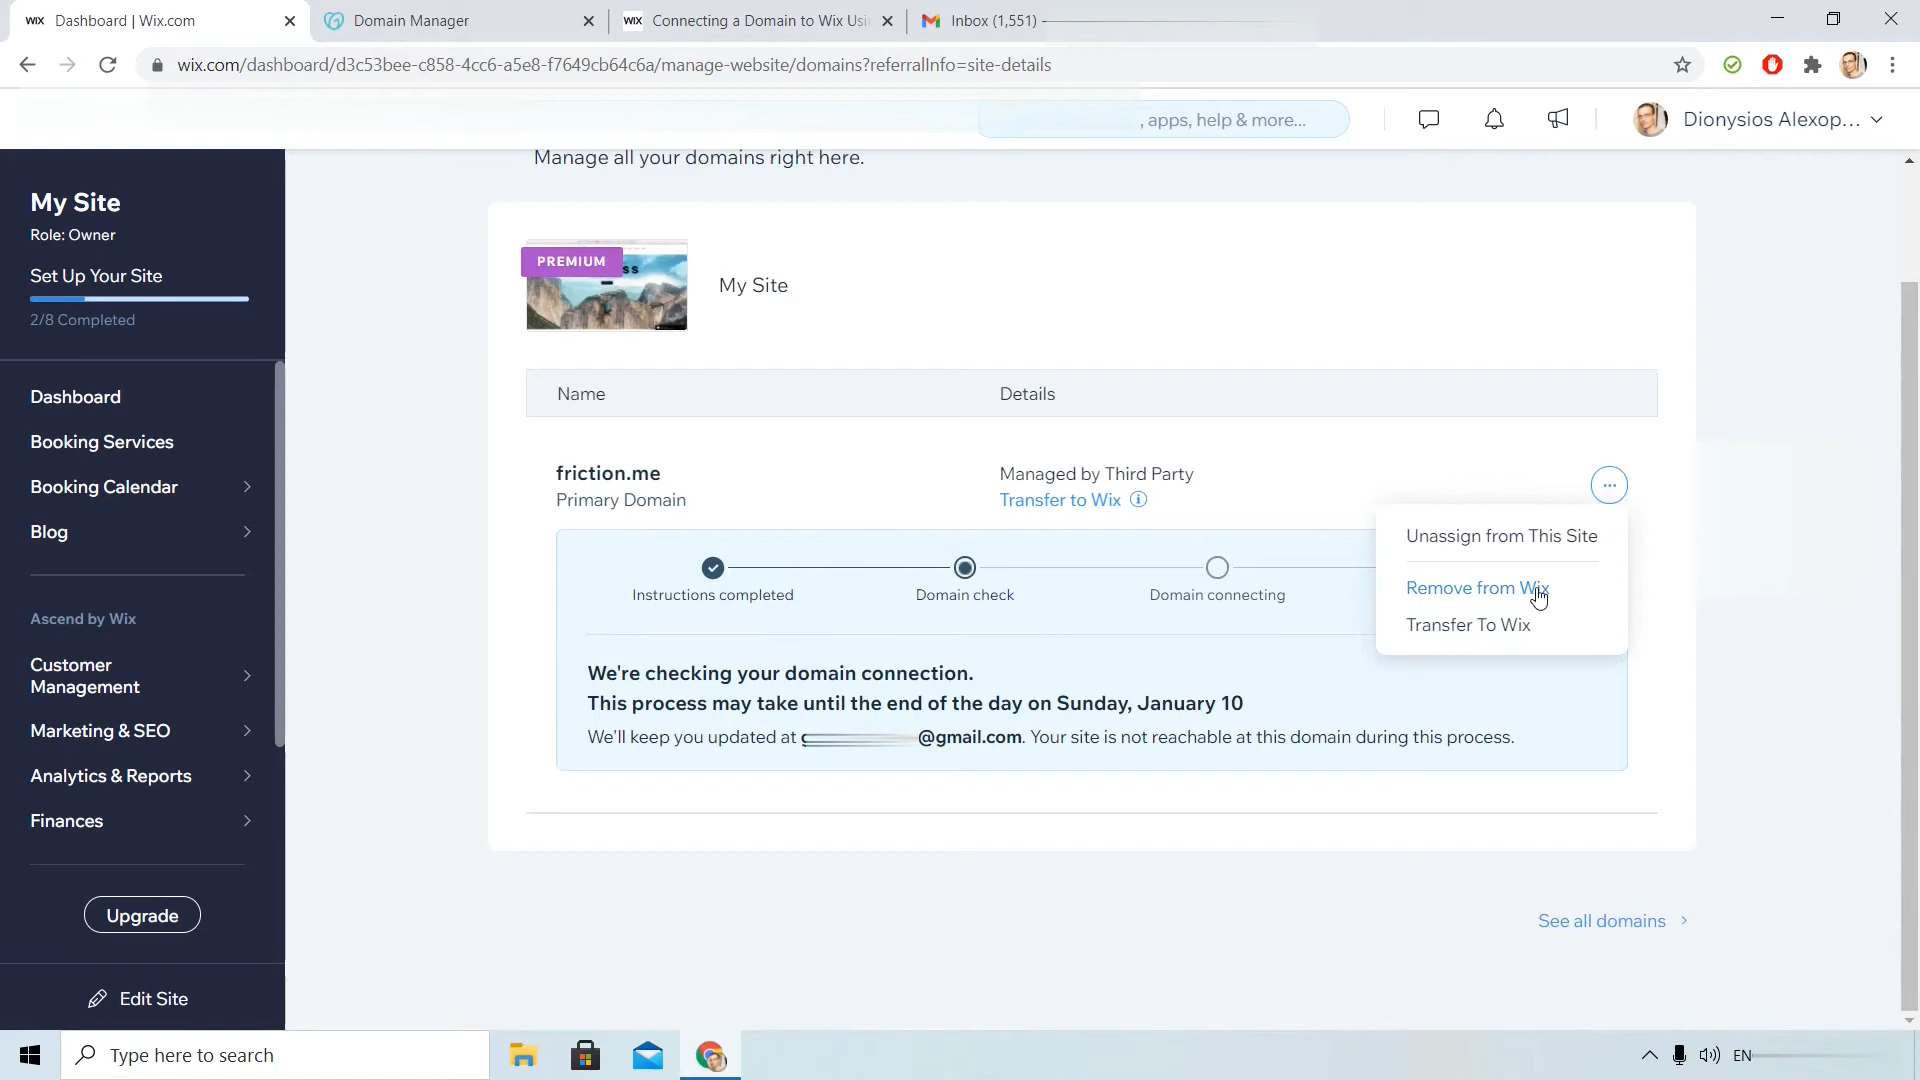 WIX Dashboard | Wix.com
Domain Manager
WIX Connecting a Domain to Wix Usi
Inbox (1,551)
wix.com/dashboard/d3c53bee-c858-4cc6-a5e8-f7649cb64c6a/manage-website/domains?referralInfo=site-details
, apps, help & more...
Dionysios Alexop...
My Site
Role: Owner
Set Up Your Site
2/8 Completed
Dashboard
Booking Services
Booking Calendar
Blog
Ascend by Wix
Customer
Management
Marketing & SEO
Analytics & Reports
Finances
Upgrade
Edit Site
Manage all your domains right here.
PREMIUM
SS
My Site
Name
Details
friction.me
Primary Domain
Managed by Third Party
Transfer to Wix
Unassign from This Site
Remove from Wix
Transfer To Wix
Instructions completed
Domain check
Domain connecting
We're checking your domain connection.
This process may take until the end of the day on Sunday, January 10
We'll keep you updated at @gmail.com. Your site is not reachable at this domain during this process.
See all domains
Type here to search
EN